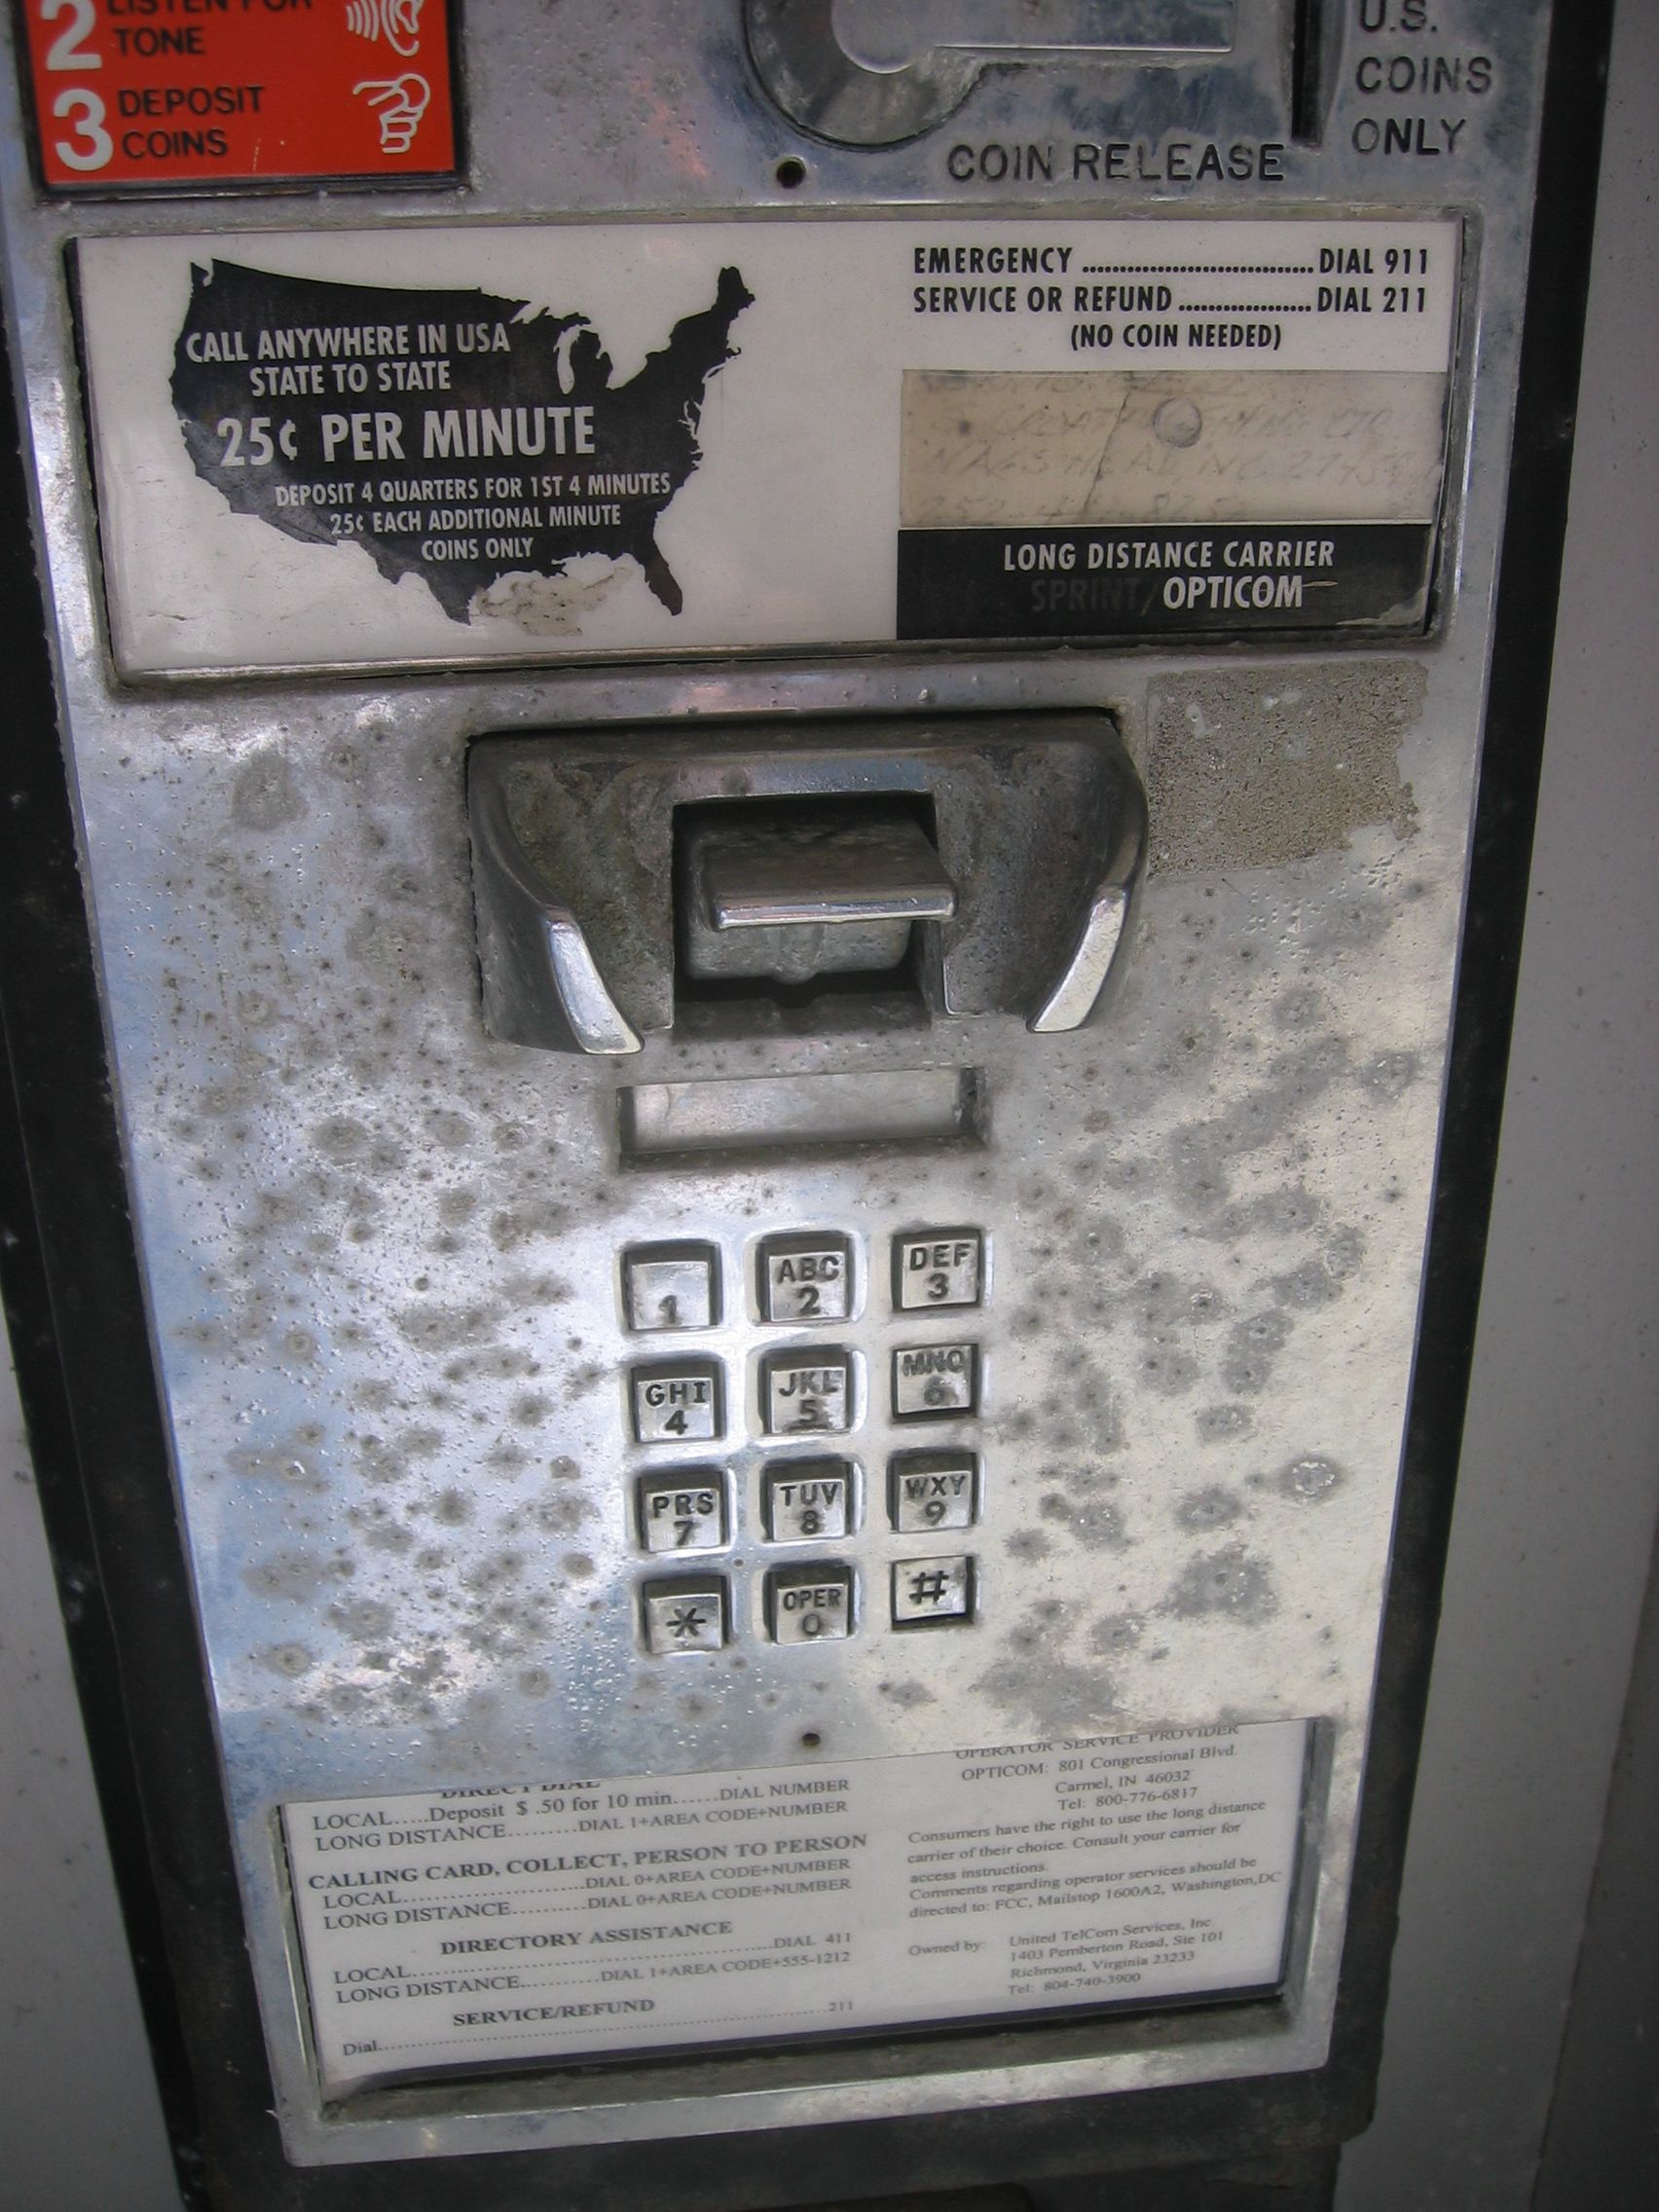 2 LISTEN FOR
TONE
3 DEPOSIT
COINS
U.S.
COINS
ONLY
COIN RELEASE
CALL ANYWHERE IN USA
STATE TO STATE
25¢ PER MINUTE
DEPOSIT 4 QUARTERS FOR 1ST 4 MINUTES
25¢ EACH ADDITIONAL MINUTE
COINS ONLY
EMERGENCY ................................ DIAL 911
SERVICE OR REFUND .................. DIAL 211
(NO COIN NEEDED)
NAGS HEAD, NC
LONG DISTANCE CARRIER
SPRINT/OPTICOM
1
ABC
2
DEF
3
GHI
4
JKL
5
MNO
6
PRS
7
TUV
8
WXY
9
*
OPER
0
#
DIRECT DIAL
LOCAL.....Deposit $ .50 for 10 min......DIAL NUMBER
LONG DISTANCE.........DIAL 1+AREA CODE+NUMBER
CALLING CARD, COLLECT, PERSON TO PERSON
LOCAL..........................DIAL 0+AREA CODE+NUMBER
LONG DISTANCE..........DIAL 0+AREA CODE+NUMBER
DIRECTORY ASSISTANCE
LOCAL..................................................DIAL 411
LONG DISTANCE..........DIAL 1+AREA CODE+555-1212
SERVICE/REFUND
Dial............................................................211
OPERATOR SERVICE PROVIDER
OPTICOM: 801 Congressional Blvd.
Carmel, IN 46032
Tel: 800-776-6817
Consumers have the right to use the long distance
carrier of their choice. Consult your carrier for
access instructions.
Comments regarding operator services should be
directed to: FCC, Mailstop 1600A2, Washington,DC
Owned by: United TelCom Services, Inc.
1403 Pemberton Road, Ste 101
Richmond, Virginia 23233
Tel: 804-740-3900